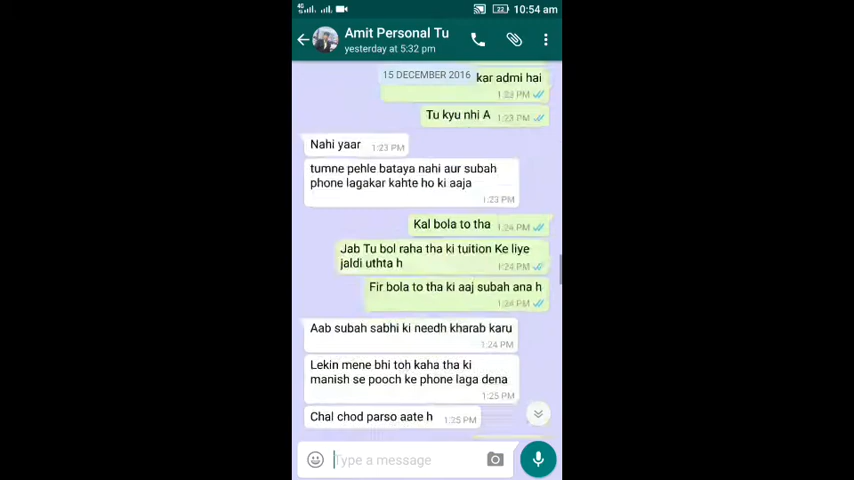 4G 22 10:54 am
Amit Personal Tu
yesterday at 5:32 pm
15 DECEMBER 2016
kar admi hai
1:23 PM
Tu kyu nhi A 1:23 PM
Nahi yaar 1:23 PM
tumne pehle bataya nahi aur subah
phone lagakar kahte ho ki aaja
1:23 PM
Kal bola to tha 1:24 PM
Jab Tu bol raha tha ki tuition Ke liye
jaldi uthta h 1:24 PM
Fir bola to tha ki aaj subah ana h
1:24 PM
Aab subah sabhi ki needh kharab karu
1:24 PM
Lekin mene bhi toh kaha tha ki
manish se pooch ke phone laga dena
1:25 PM
Chal chod parso aate h 1:35 PM
Type a message